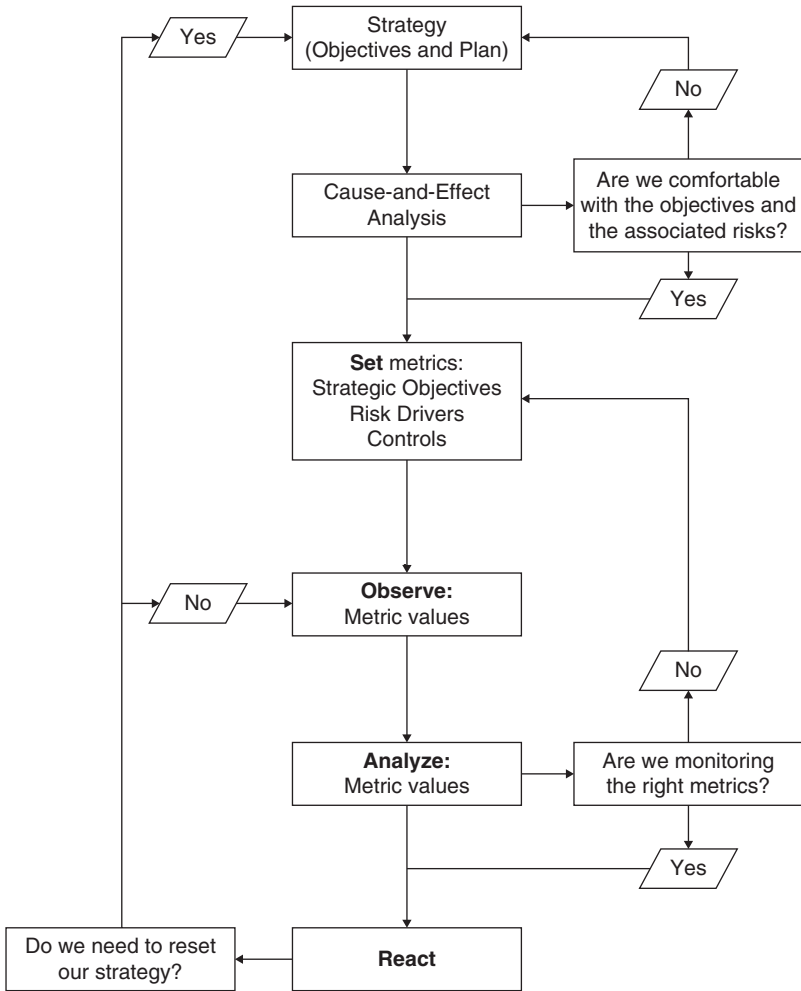 Yes
Strategy
(Objectives and Plan)
No
Cause-and-Effect
Analysis
Are we comfortable
with the objectives and
the associated risks?
Yes
Set metrics:
Strategic Objectives
Risk Drivers
Controls
No
Observe:
Metric values
No
Analyze:
Metric values
Are we monitoring
the right metrics?
Yes
Do we need to reset
our strategy?
React